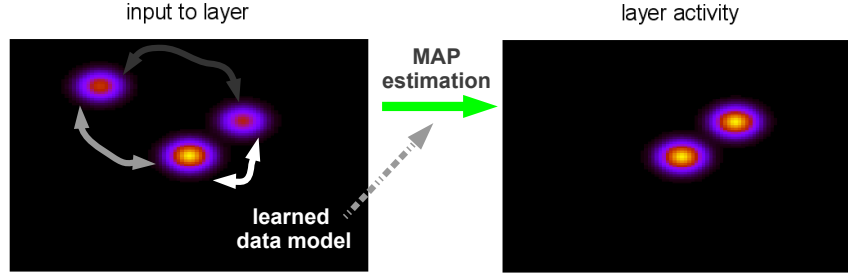 input to layer
layer activity
MAP
estimation
learned
data model